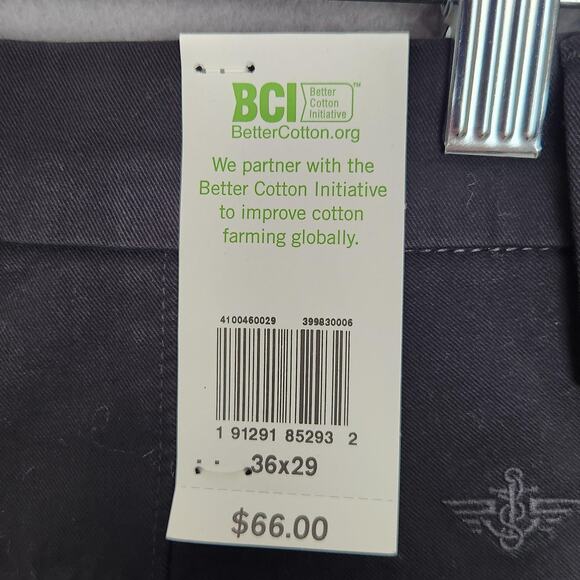 BCI Better Cotton Initiative™
BetterCotton.org
We partner with the
Better Cotton Initiative
to improve cotton
farming globally.
4100460029 399830006
1 91291 85293 2
36x29
$66.00